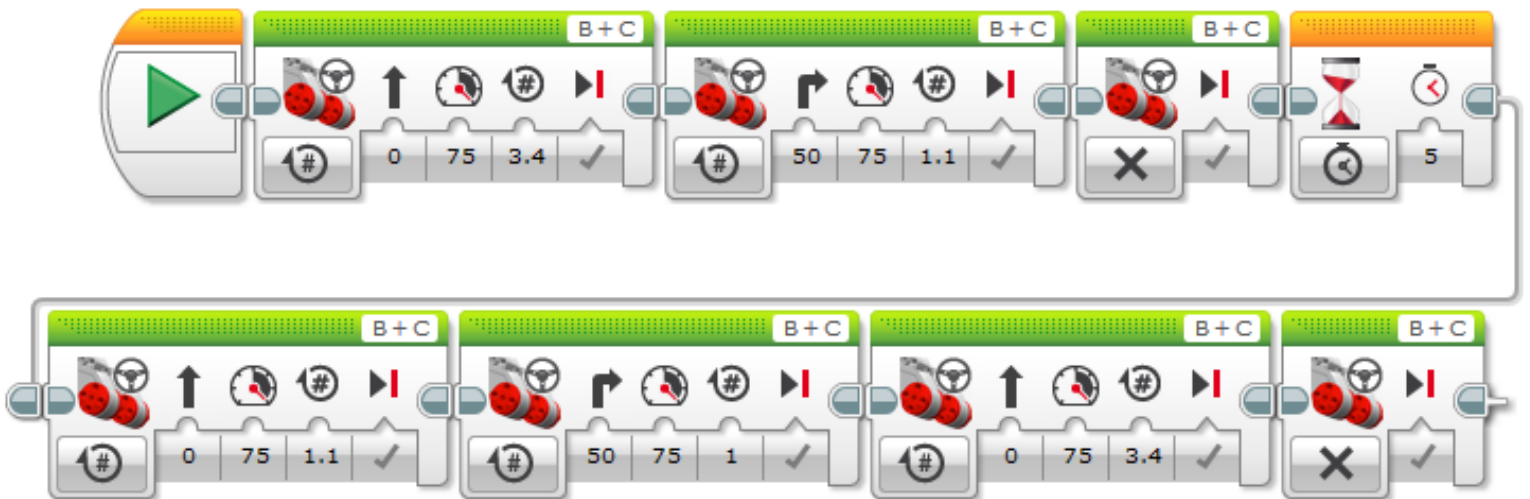 B + C B + C B + C
# # # #
0 75 3.4 50 75 1.1 5
B + C B + C B + C B + C
# # # # # #
0 75 1.1 50 75 1 0 75 3.4